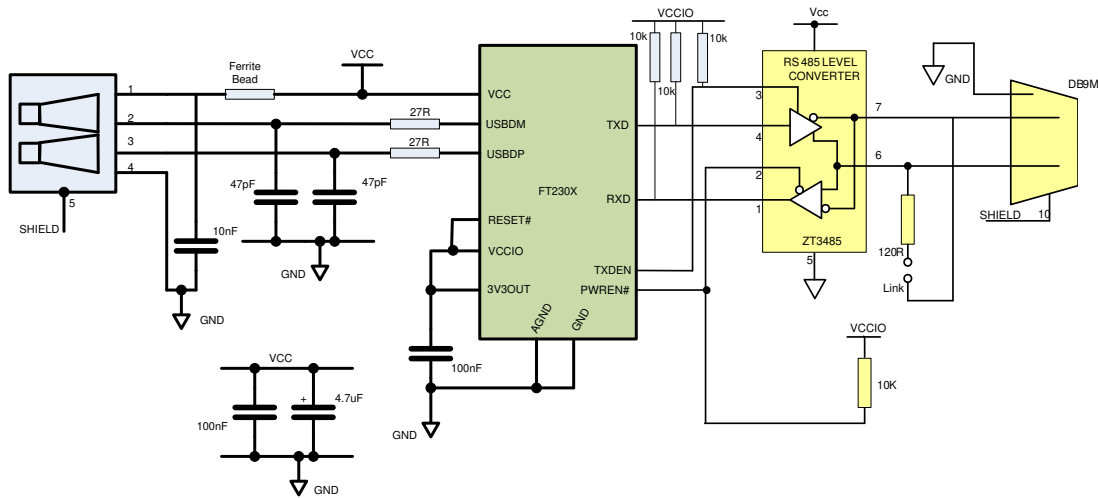 VCCIO
Vcc
10k
10k
10k
RS 485 LEVEL
CONVERTER
DB9M
GND
VCC
Ferrite
Bead
1
VCC
3
7
2
27R
USBDM
TXD
4
3
27R
USBDP
6
4
2
47pF
47pF
FT230X
5
RXD
1
SHIELD
10
SHIELD
RESET#
10nF
ZT3485
120R
VCCIO
5
GND
TXDEN
Link
3V3OUT
PWREN#
GND
AGND
GND
VCCIO
VCC
100nF
10K
+
4.7uF
100nF
GND
GND